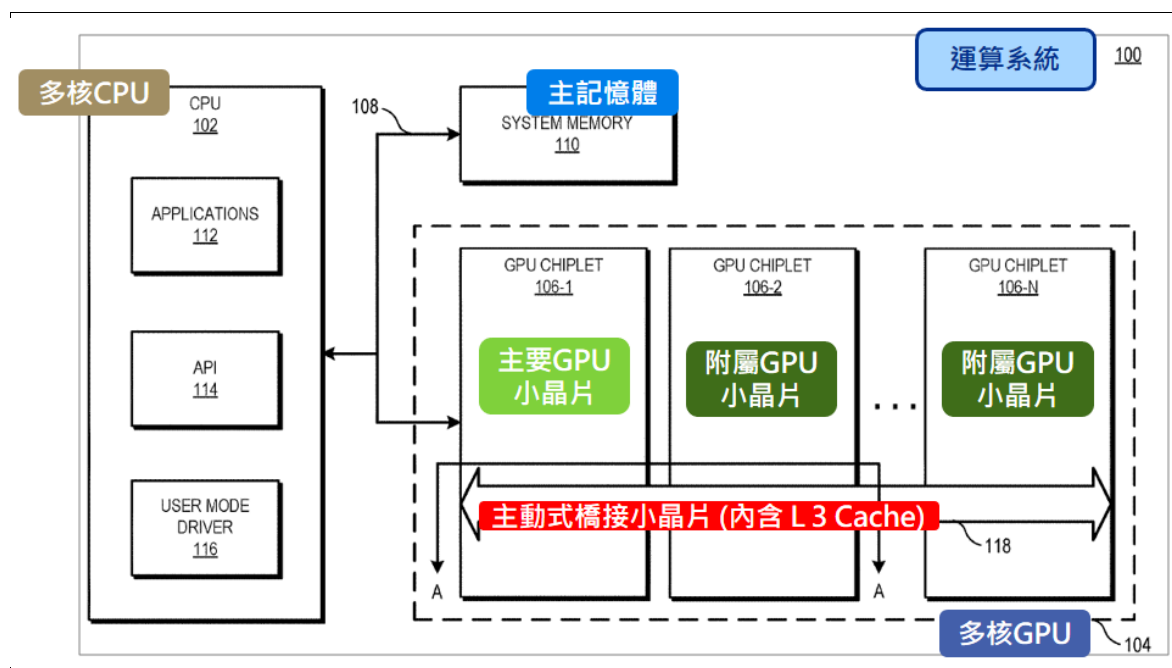 運算系統
100
多核CPU
CPU
102
108
主記憶體
SYSTEM MEMORY
110
APPLICATIONS
112
API
114
USER MODE
DRIVER
116
GPU CHIPLET
106-1
GPU CHIPLET
106-2
GPU CHIPLET
106-N
主要GPU
小晶片
附屬GPU
小晶片
...
附屬GPU
小晶片
主動式橋接小晶片 (內含 L 3 Cache)
118
A
A
多核GPU
104